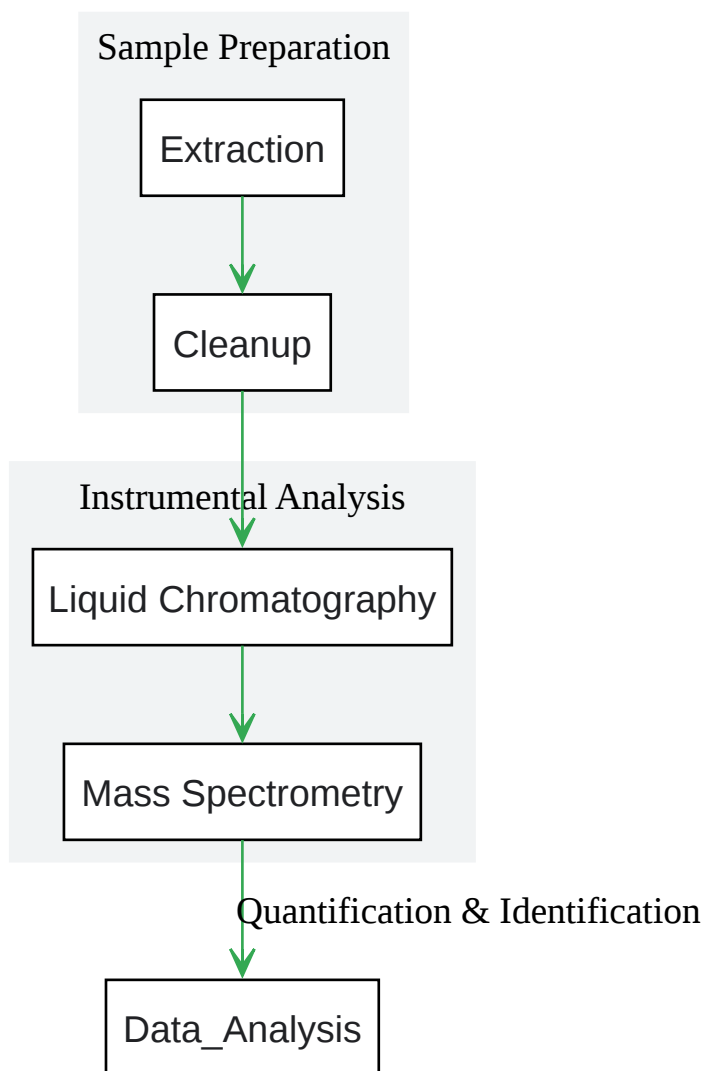 Sample Preparation
Extraction
Cleanup
Instrumental Analysis
Liquid Chromatography
Mass Spectrometry
Quantification & Identification
Data_Analysis